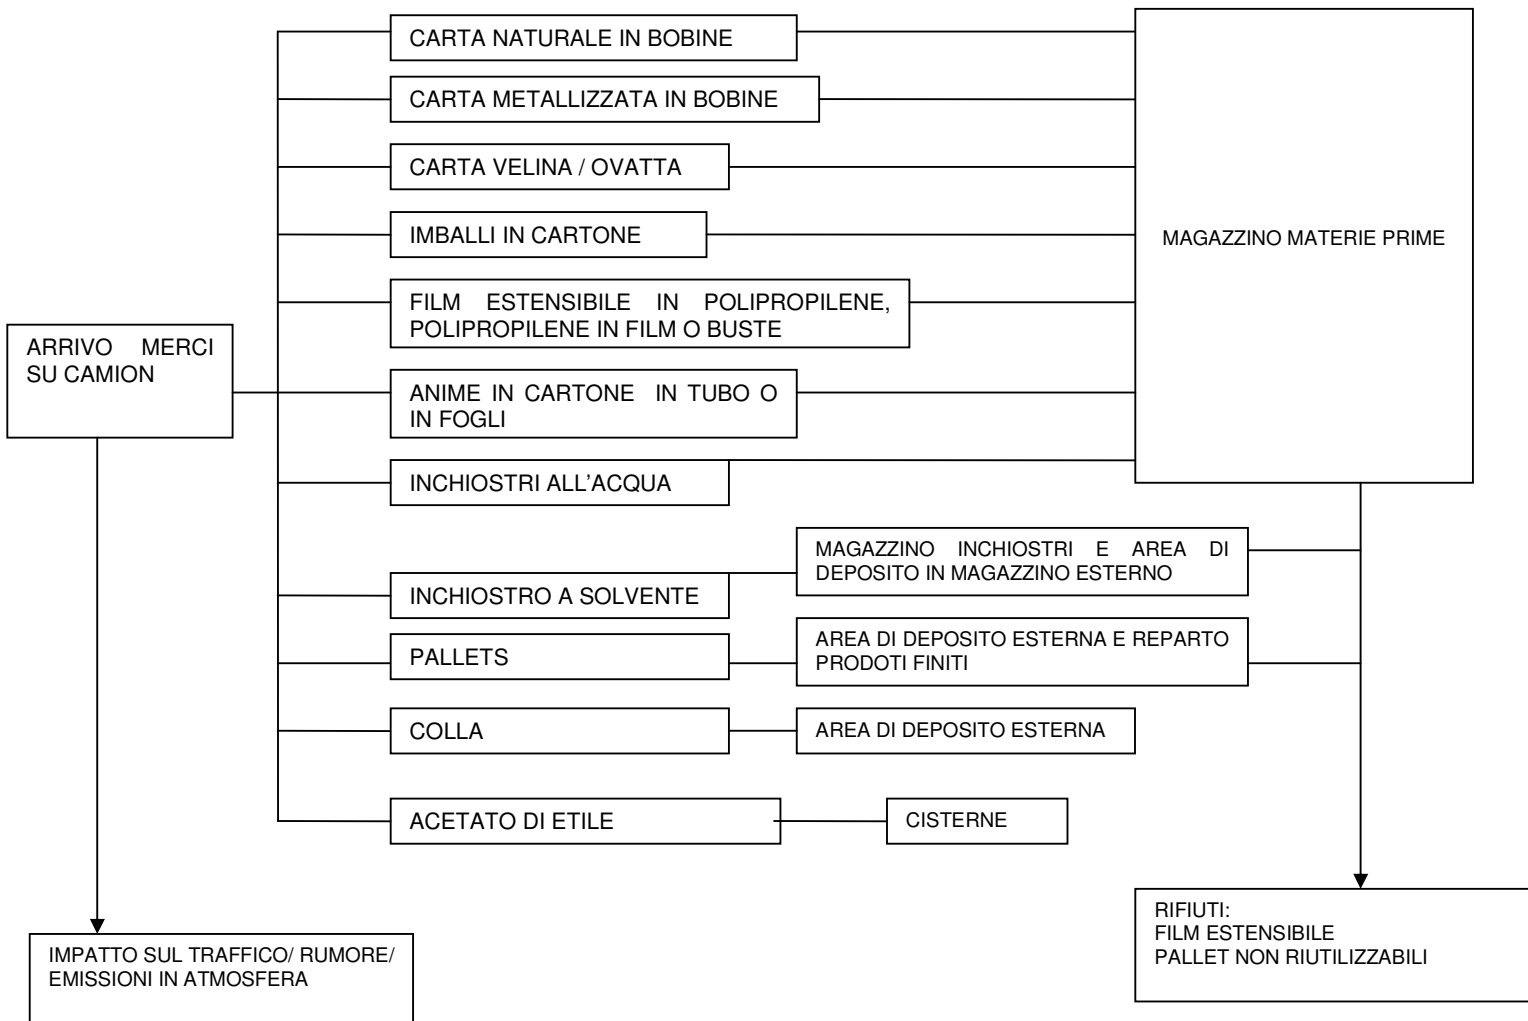 CARTA NATURALE IN BOBINE
CARTA METALLIZZATA IN BOBINE
CARTA VELINA / OVATTA
IMBALLI IN CARTONE
MAGAZZINO MATERIE PRIME
FILM ESTENSIBILE IN POLIPROPILENE,
POLIPROPILENE IN FILM O BUSTE
ARRIVO MERCI
SU CAMION
ANIME IN CARTONE IN TUBO O
IN FOGLI
INCHIOSTRI ALL'ACQUA
MAGAZZINO INCHIOSTRI E AREA DI
DEPOSITO IN MAGAZZINO ESTERNO
INCHIOSTRO A SOLVENTE
PALLETS
AREA DI DEPOSITO ESTERNA E REPARTO
PRODOTI FINITI
COLLA
AREA DI DEPOSITO ESTERNA
ACETATO DI ETILE
CISTERNE
RIFIUTI:
FILM ESTENSIBILE
PALLET NON RIUTILIZZABILI
IMPATTO SUL TRAFFICO/ RUMORE/
EMISSIONI IN ATMOSFERA